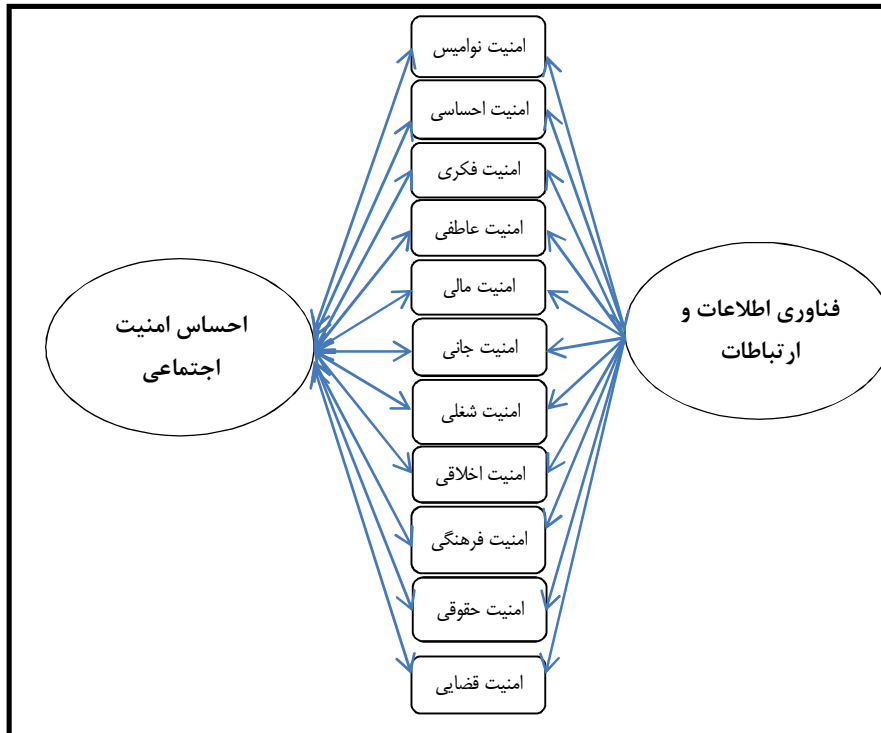 فناوری اطلاعات و
ارتباطات
امنیت نوامیس
امنیت احساسی
امنیت فکری
امنیت عاطفی
امنیت مالی
امنیت جانی
امنیت شغلی
امنیت اخلاقی
امنیت فرهنگی
امنیت حقوقی
امنیت قضایی
احساس امنیت
اجتماعی